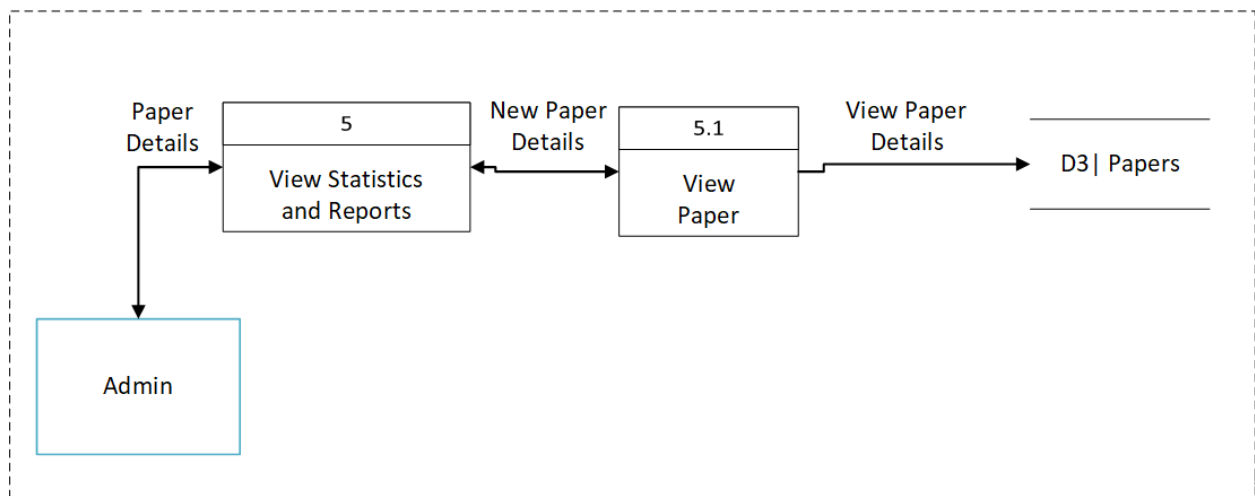 Paper
Details
5
View Statistics
and Reports
New Paper
Details
5.1
View
Paper
View Paper
Details
D3| Papers
Admin